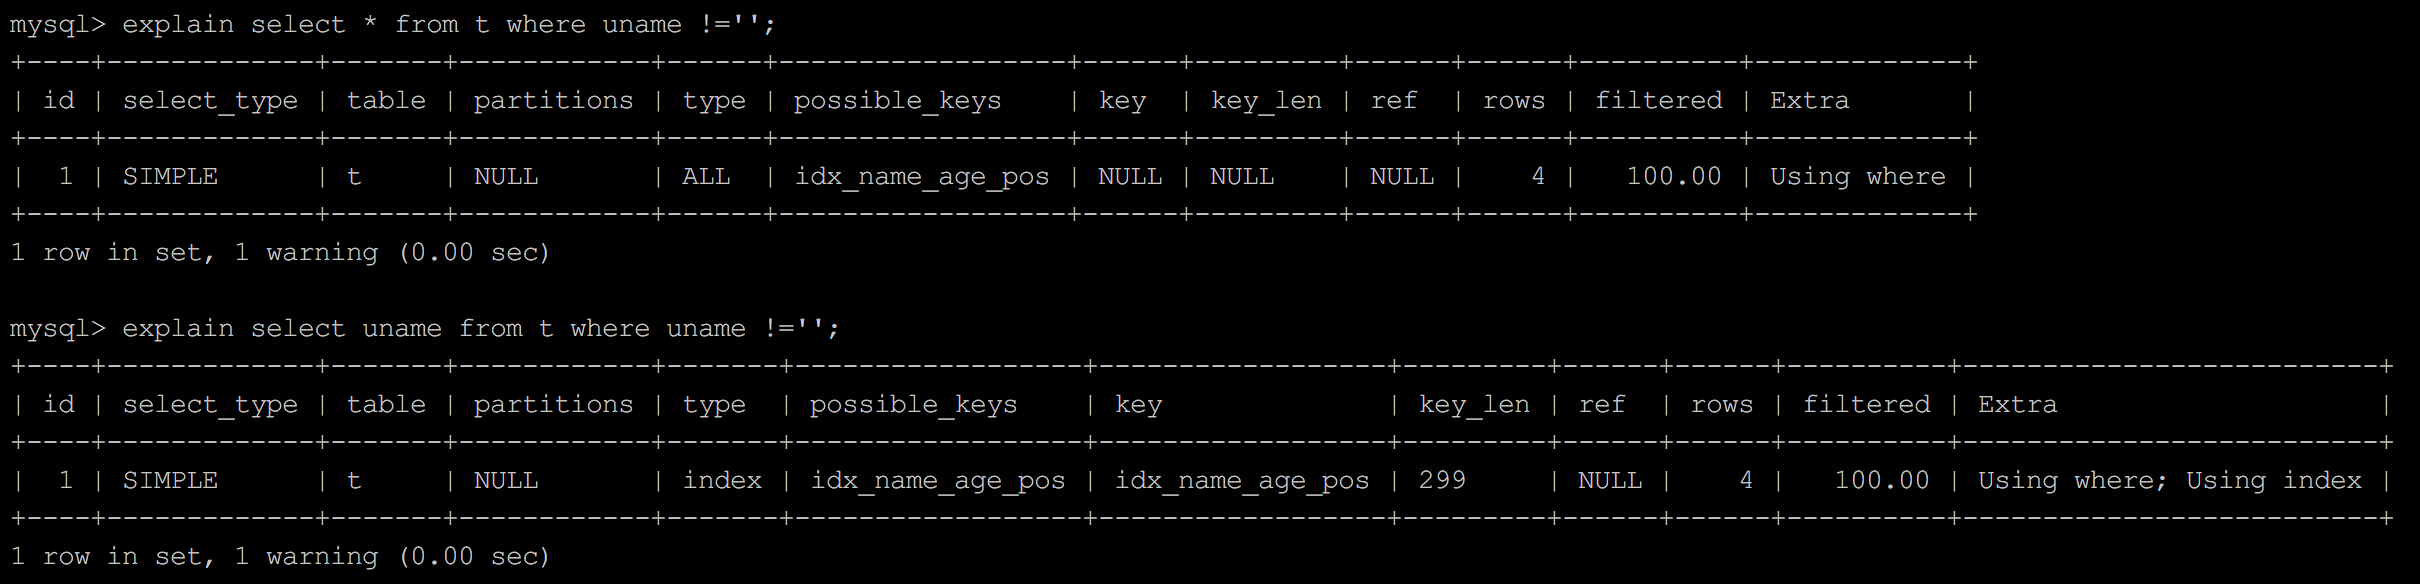 mysql> explain select * from t where uname !='';
+----+-------------+-------+------------+------+------------------+------+---------+------+------+----------+-------------+
| id | select_type | table | partitions | type | possible_keys    | key  | key_len | ref  | rows | filtered | Extra       |
+----+-------------+-------+------------+------+------------------+------+---------+------+------+----------+-------------+
|  1 | SIMPLE      | t     | NULL       | ALL  | idx_name_age_pos | NULL | NULL    | NULL |    4 |   100.00 | Using where |
+----+-------------+-------+------------+------+------------------+------+---------+------+------+----------+-------------+
1 row in set, 1 warning (0.00 sec)

mysql> explain select uname from t where uname !='';
+----+-------------+-------+------------+-------+------------------+------------------+---------+------+------+----------+--------------------------+
| id | select_type | table | partitions | type  | possible_keys    | key              | key_len | ref  | rows | filtered | Extra                    |
+----+-------------+-------+------------+-------+------------------+------------------+---------+------+------+----------+--------------------------+
|  1 | SIMPLE      | t     | NULL       | index | idx_name_age_pos | idx_name_age_pos | 299     | NULL |    4 |   100.00 | Using where; Using index |
+----+-------------+-------+------------+-------+------------------+------------------+---------+------+------+----------+--------------------------+
1 row in set, 1 warning (0.00 sec)